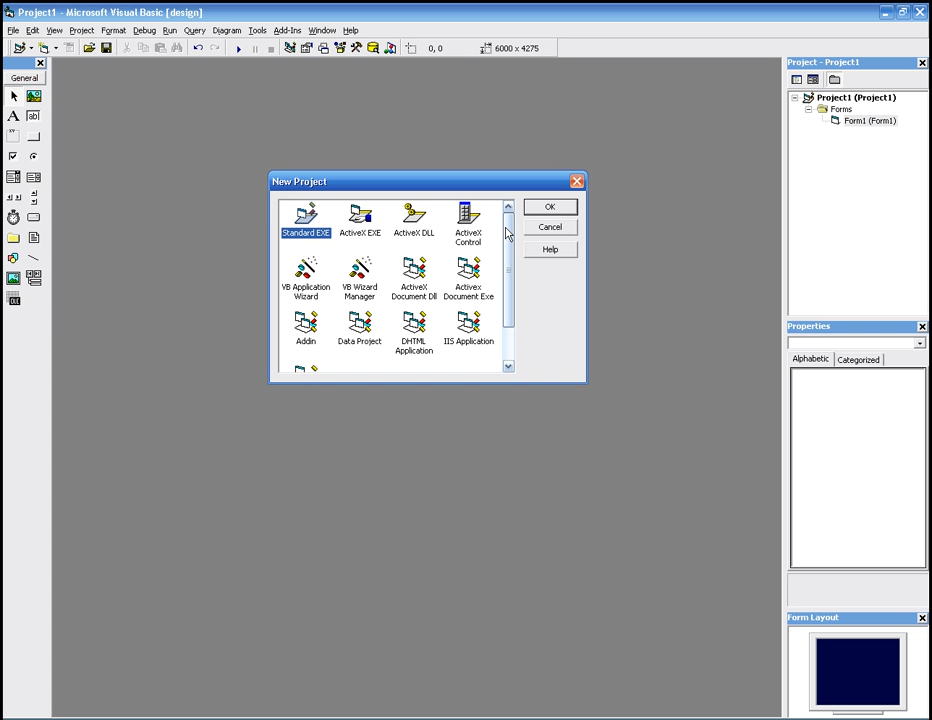 Project1 - Microsoft Visual Basic [design]
File Edit View Project Format Debug Run Query Diagram Tools Add-Ins Window Help
0, 0 6000 x 4275
General
A ab|
XY
OLE
New Project
Standard EXE ActiveX EXE ActiveX DLL ActiveX Control
VB Application Wizard VB Wizard Manager ActiveX Document Dll Activex Document Exe
Addin Data Project DHTML Application IIS Application
OK
Cancel
Help
Project - Project1
Project1 (Project1)
Forms
Form1 (Form1)
Properties
Alphabetic Categorized
Form Layout